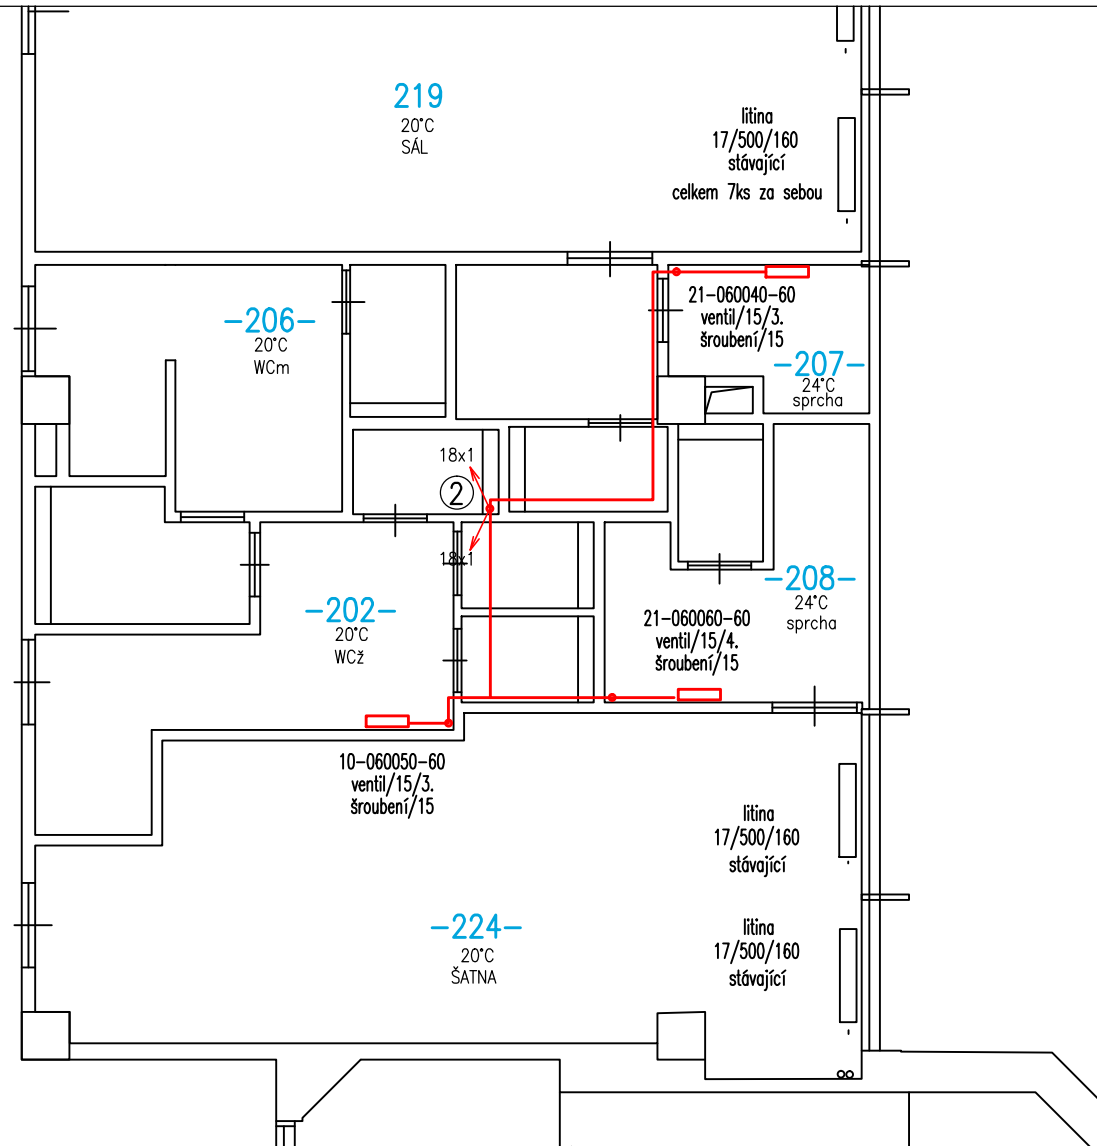 219
20°C
SÁL
litina
17/500/160
stávající
celkem 7ks za sebou
21-060040-60
ventil/15/3.
šroubení/15
-206-
20°C
WCm
-207-
24°C
sprcha
18x1
2
18x1
-208-
24°C
sprcha
-202-
20°C
WCž
21-060060-60
ventil/15/4.
šroubení/15
10-060050-60
ventil/15/3.
šroubení/15
litina
17/500/160
stávající
-224-
20°C
ŠATNA
litina
17/500/160
stávající